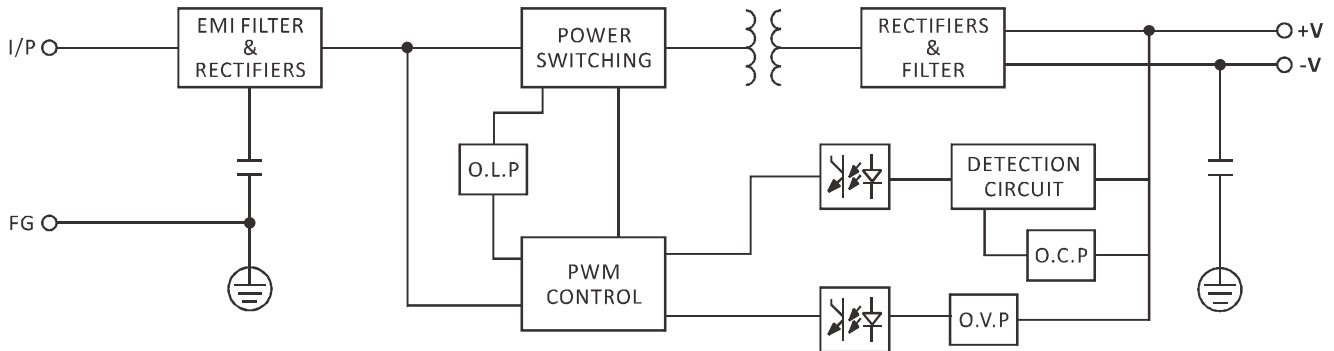 I/P
EMI FILTER
&
RECTIFIERS
POWER
SWITCHING
RECTIFIERS
&
FILTER
+V
-V
O.L.P
DETECTION
CIRCUIT
FG
O.C.P
PWM
CONTROL
O.V.P